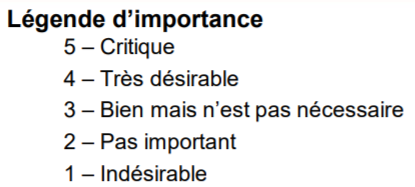 Légende d’importance
5 – Critique
4 – Très désirable
3 – Bien mais n’est pas nécessaire
2 – Pas important
1 – Indésirable